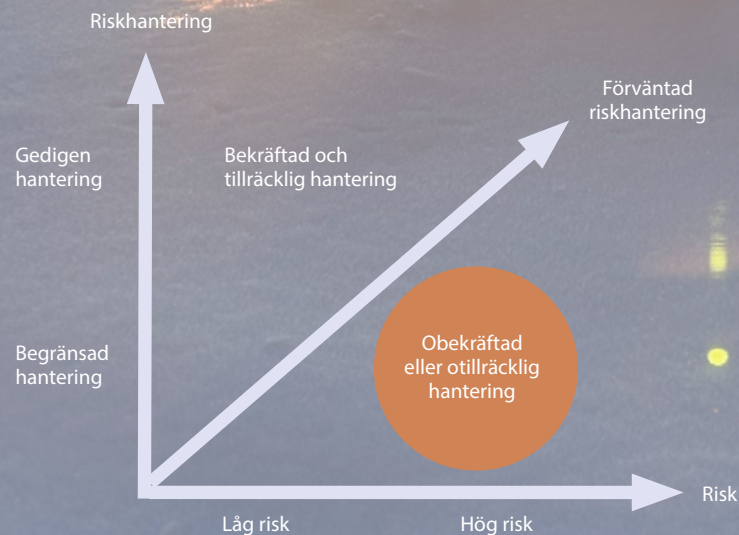 Riskhantering
Förväntad
riskhantering
Gedigen
hantering
Bekräftad och
tillräcklig hantering
Begränsad
hantering
Obekräftad
eller otillräcklig
hantering
Risk
Låg risk
Hög risk